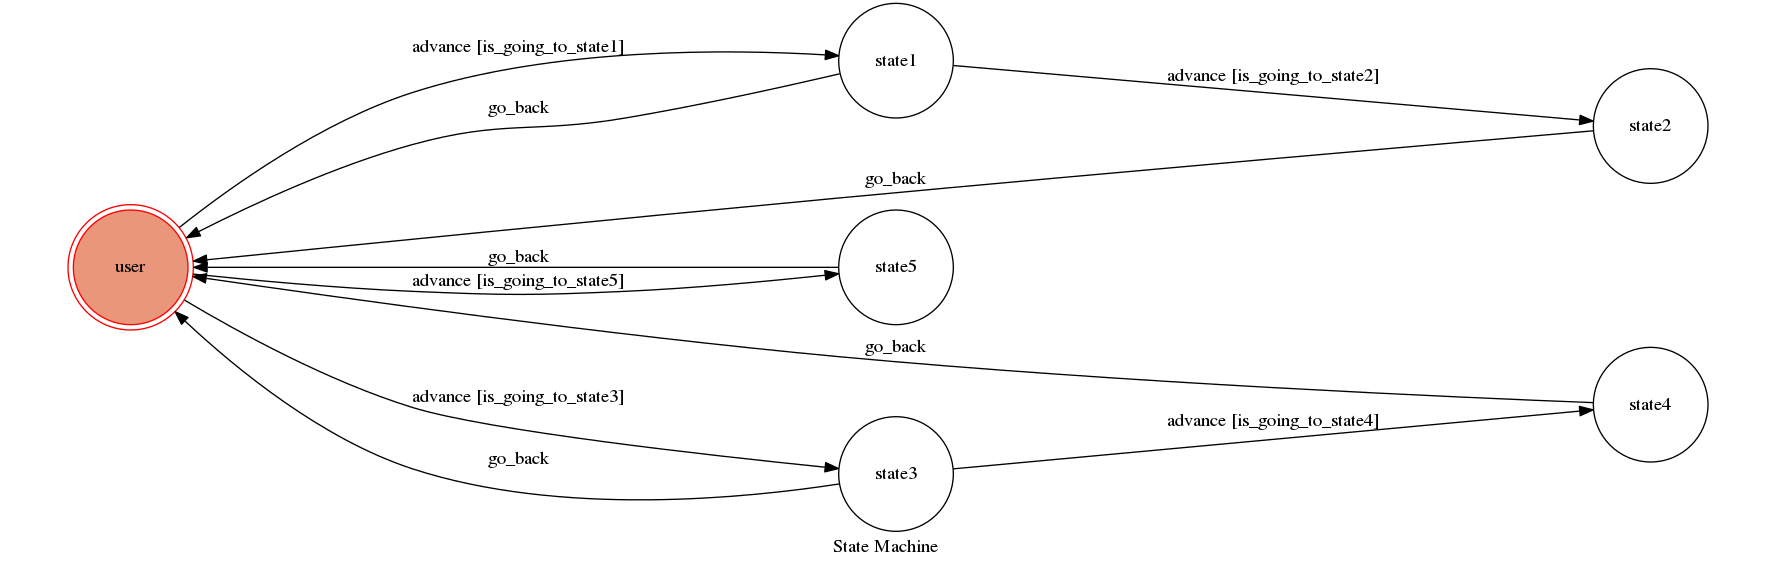 advance [is_going_to_state1]
state1
advance [is_going_to_state2]
go_back
state2
go_back
go_back
user
state5
advance [is_going_to_state5]
go_back
advance [is_going_to_state3]
state4
advance [is_going_to_state4]
go_back
state3
State Machine